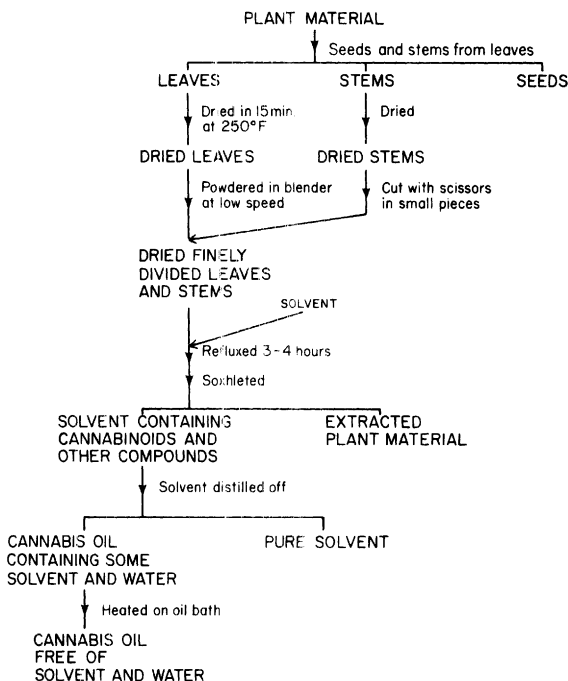 PLANT MATERIAL
Seeds and stems from leaves
LEAVES
STEMS
SEEDS
Dried in 15min.
at 250°F
Dried
DRIED LEAVES
DRIED STEMS
Powdered in blender
at low speed
Cut with scissors
in small pieces
DRIED FINELY
DIVIDED LEAVES
AND STEMS
SOLVENT
Refluxed 3-4 hours
Soxhleted
SOLVENT CONTAINING
CANNABINOIDS AND
OTHER COMPOUNDS
EXTRACTED
PLANT MATERIAL
Solvent distilled off
CANNABIS OIL
CONTAINING SOME
SOLVENT AND WATER
PURE SOLVENT
Heated on oil bath
CANNABIS OIL
FREE OF
SOLVENT AND WATER